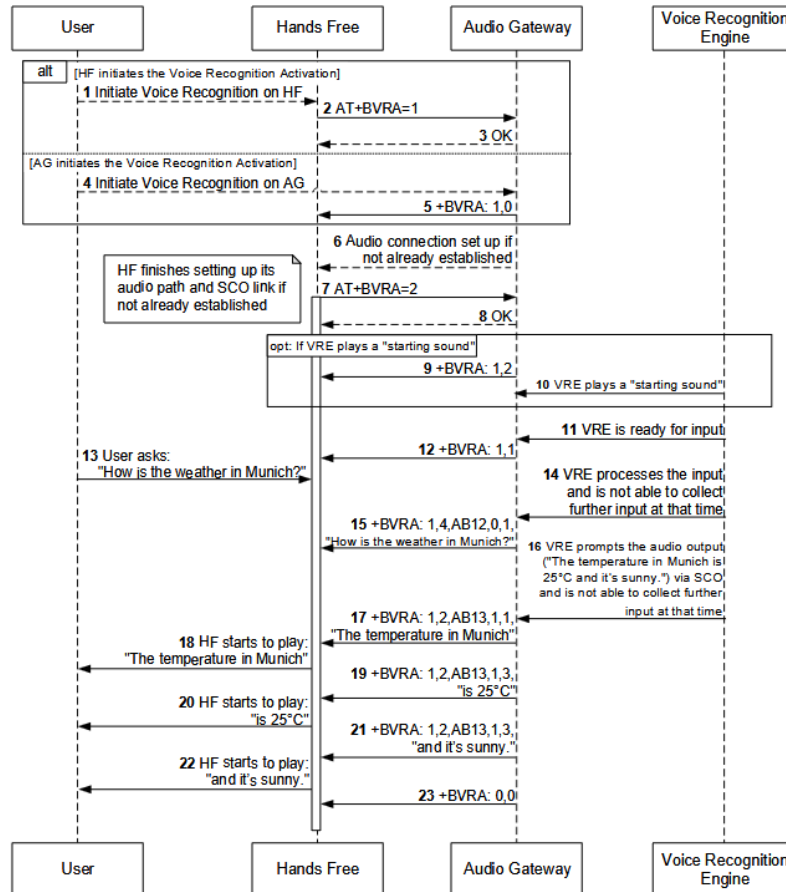 User
Hands Free
Audio Gateway
Voice Recognition
Engine
alt
[HF initiates the Voice Recognition Activation]
1 Initiate Voice Recognition on HF
2 AT+BVRA=1
3 OK
[AG initiates the Voice Recognition Activation]
4 Initiate Voice Recognition on AG
5 +BVRA: 1,0
6 Audio connection set up if
not already established
HF finishes setting up its
audio path and SCO link if
not already established
7 AT+BVRA=2
8 OK
opt: If VRE plays a "starting sound"
9 +BVRA: 1,2
10 VRE plays a "starting sound"
11 VRE is ready for input
12 +BVRA: 1,1
13 User asks:
"How is the weather in Munich?"
14 VRE processes the input
and is not able to collect
further input at that time
15 +BVRA: 1,4,AB12,0,1,
"How is the weather in Munich?"
16 VRE prompts the audio output
("The temperature in Munich is
25°C and it's sunny.") via SCO
and is not able to collect further
input at that time
17 +BVRA: 1,2,AB13,1,1,
"The temperature in Munich"
18 HF starts to play:
"The temperature in Munich"
19 +BVRA: 1,2,AB13,1,3,
"is 25°C"
20 HF starts to play:
"is 25°C"
21 +BVRA: 1,2,AB13,1,3,
"and it's sunny."
22 HF starts to play:
"and it's sunny."
23 +BVRA: 0,0
User
Hands Free
Audio Gateway
Voice Recognition
Engine